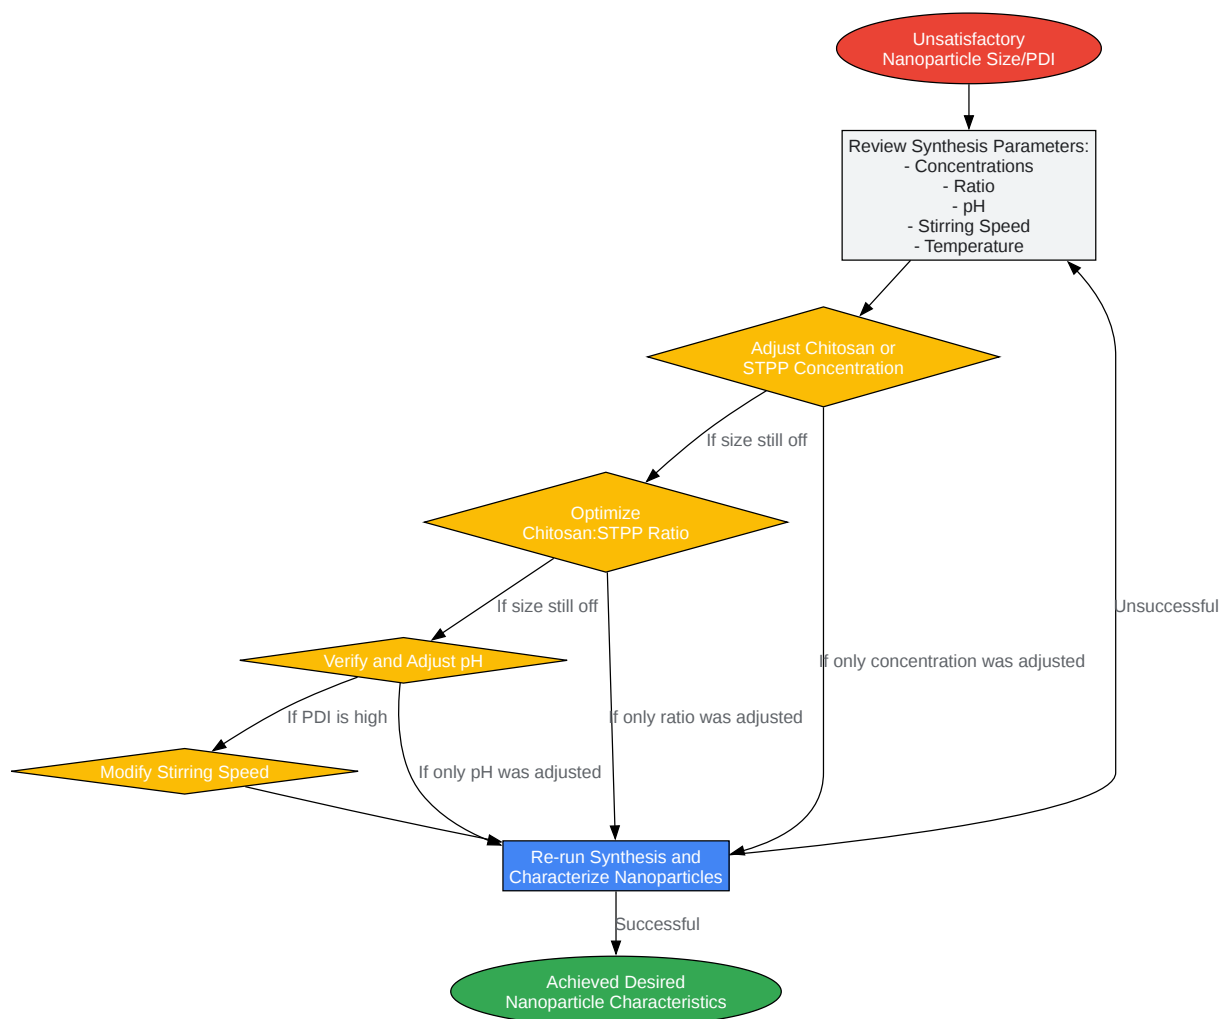 Unsatisfactory
Nanoparticle Size/PDI
Review Synthesis Parameters:
- Concentrations
- Ratio
- pH
- Stirring Speed
- Temperature
Adjust Chitosan or
STPP Concentration
If size still off
Optimize
Chitosan:STPP Ratio
If size still off
Unsuccessful
Verify and Adjust pH
If only concentration was adjusted
If PDI is high
If only ratio was adjusted
Modify Stirring Speed
If only pH was adjusted
Re-run Synthesis and
Characterize Nanoparticles
Successful
Achieved Desired
Nanoparticle Characteristics